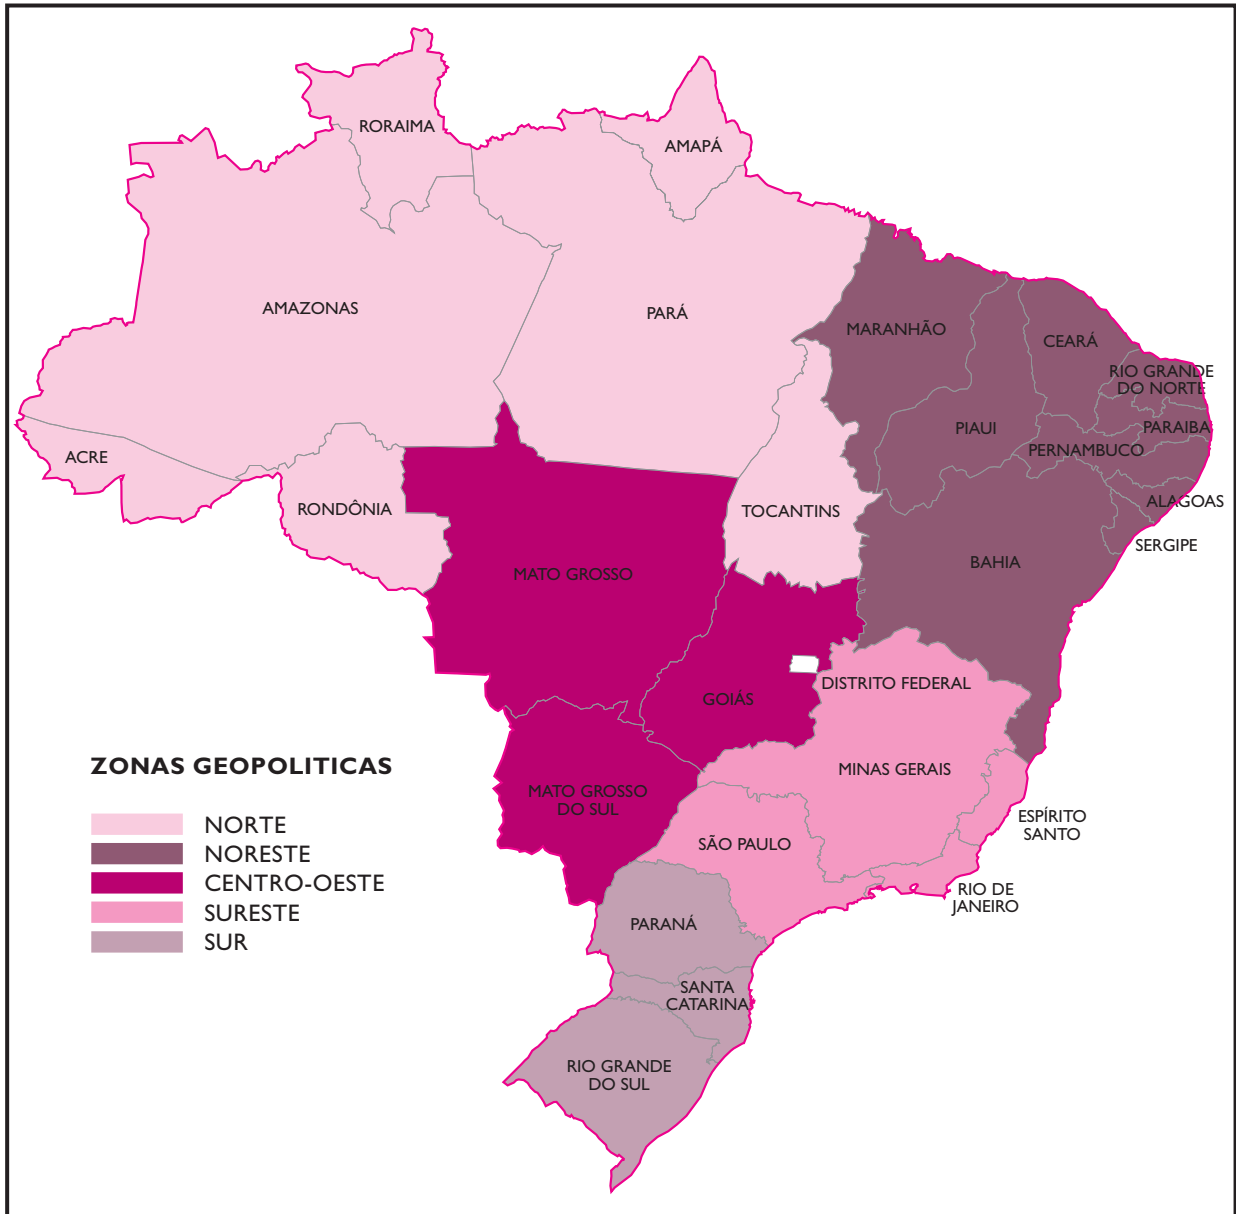 RORAIMA
AMAPÁ
AMAZONAS
PARÁ
MARANHÃO
CEARÁ
RIO GRANDE
DO NORTE
PIAUI
PARAIBA
PERNAMBUCO
ACRE
RONDÔNIA
TOCANTINS
ALAGOAS
SERGIPE
BAHIA
MATO GROSSO
DISTRITO FEDERAL
GOIÁS
MINAS GERAIS
MATO GROSSO
DO SUL
ESPÍRITO
SANTO
SÃO PAULO
RIO DE
JANEIRO
PARANÁ
SANTA
CATARINA
RIO GRANDE
DO SUL
ZONAS GEOPOLITICAS
NORTE
NORESTE
CENTRO-OESTE
SURESTE
SUR